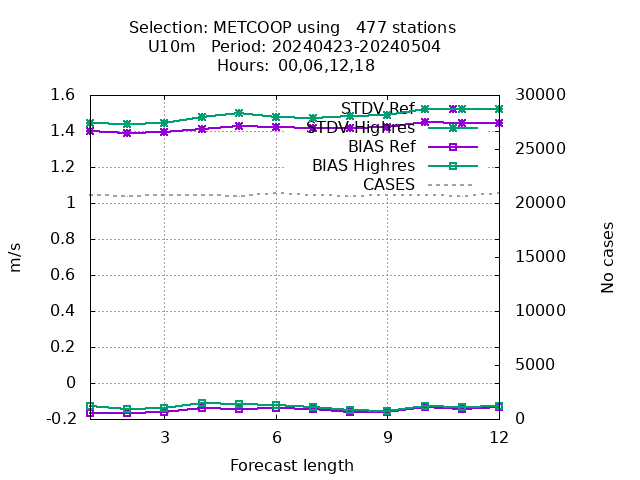 Selection: METCOOP using   477 stations
U10m   Period: 20240423-20240504
Hours:  00,06,12,18
1.6
1.4
1.2
1
0.8
0.6
0.4
0.2
0
-0.2
m/s
STDV Ref
STDV Highres
BIAS Ref
BIAS Highres
CASES
30000
25000
20000
15000
10000
5000
0
No cases
3 6 9 12
Forecast length